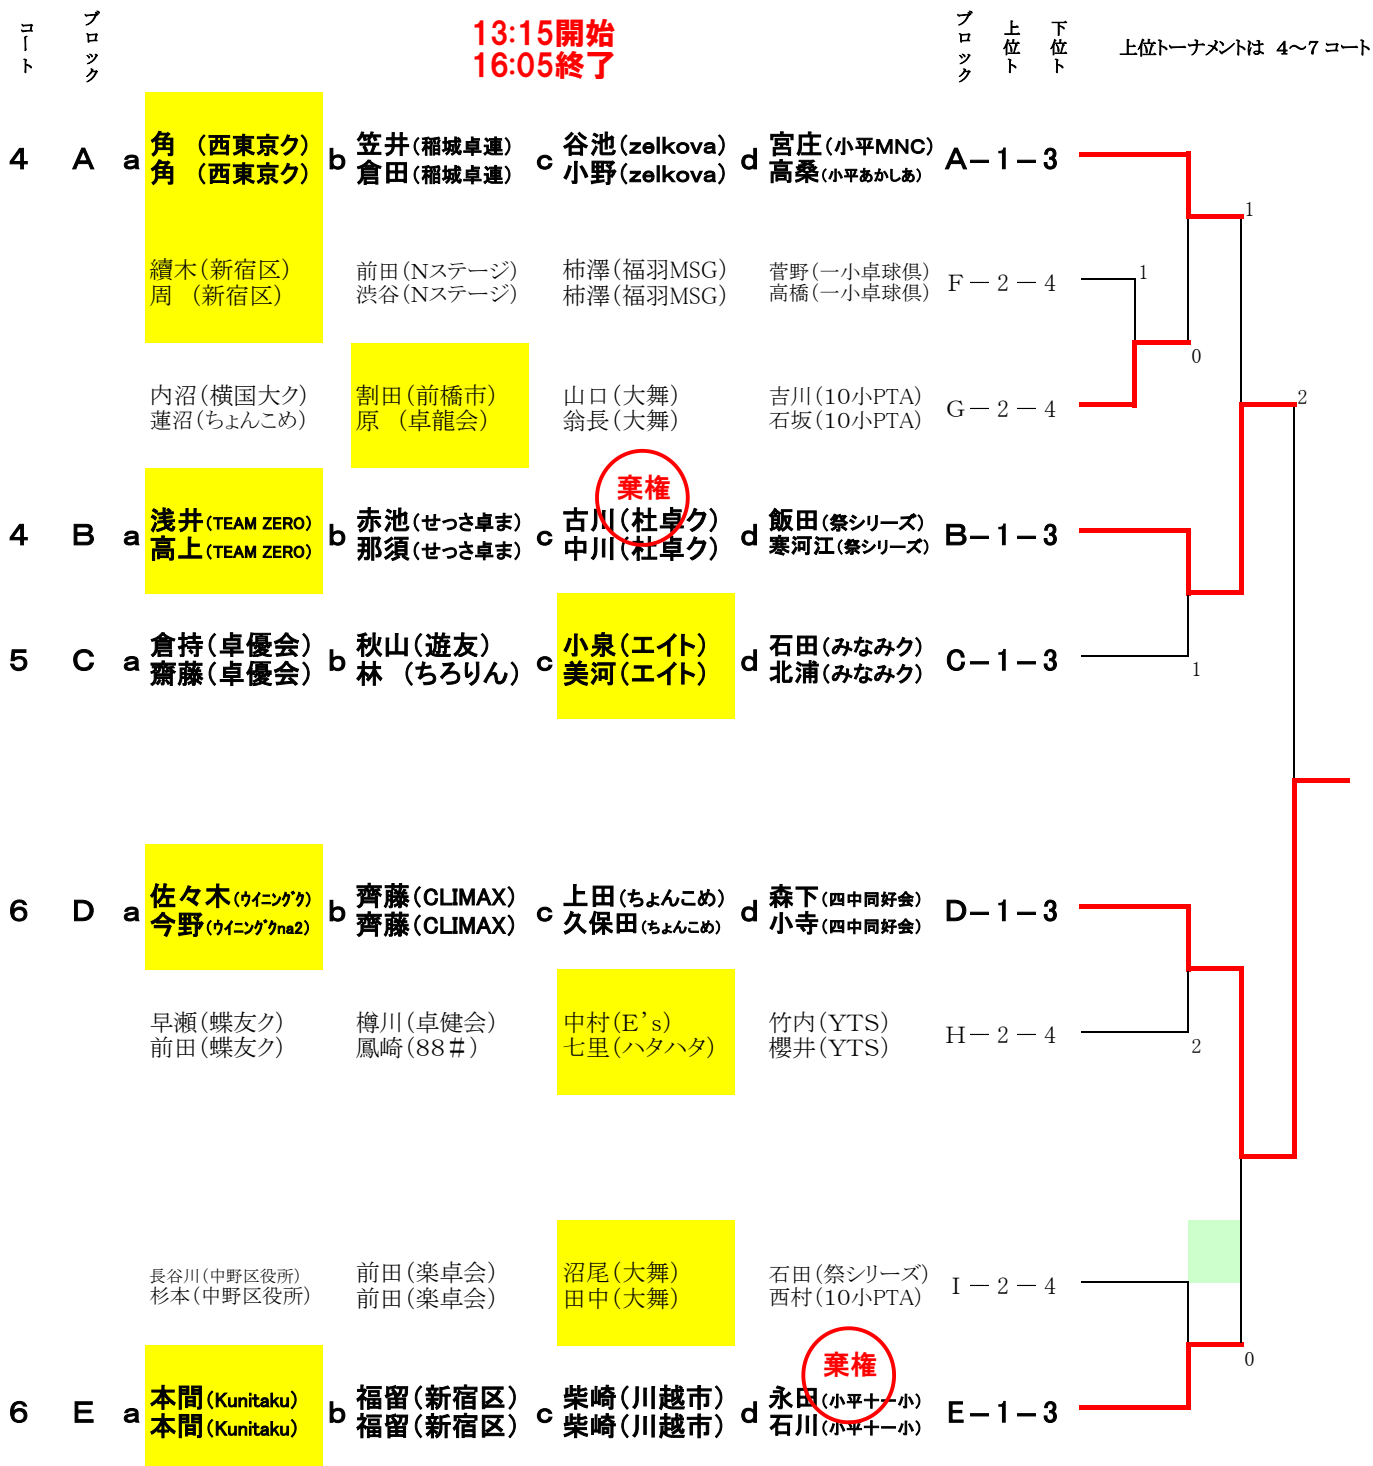 コート ブロック 13:15開始 ブロック 上位ト 下位ト 上位トーナメントは 4～7 コート
16:05終了
4 A a 角 (西東京ク) b 笠井(稲城卓連) c 谷池(zelkova) d 宮庄(小平MNC) A－1－3
角 (西東京ク) 倉田(稲城卓連) 小野(zelkova) 高桑(小平あかしあ)
1
續木(新宿区) 前田(Nステージ) 柿澤(福羽MSG) 菅野(一小卓球倶) F－2－4 1
周 (新宿区) 渋谷(Nステージ) 柿澤(福羽MSG) 高橋(一小卓球倶)
0
内沼(横国大ク) 割田(前橋市) 山口(大舞) 吉川(10小PTA) G－2－4 2
蓮沼(ちょんこめ) 原 (卓龍会) 翁長(大舞) 石坂(10小PTA)
棄権
4 B a 浅井(TEAM ZERO) b 赤池(せっさ卓ま) c 古川(杜卓ク) d 飯田(祭シリーズ) B－1－3
高上(TEAM ZERO) 那須(せっさ卓ま) 中川(杜卓ク) 寒河江(祭シリーズ)
5 C a 倉持(卓優会) b 秋山(遊友) c 小泉(エイト) d 石田(みなみク) C－1－3
齋藤(卓優会) 林 (ちろりん) 美河(エイト) 北浦(みなみク) 1
6 D a 佐々木(ウイニングク) b 齊藤(CLIMAX) c 上田(ちょんこめ) d 森下(四中同好会) D－1－3
今野(ウイニングクna2) 齊藤(CLIMAX) 久保田(ちょんこめ) 小寺(四中同好会)
早瀬(蝶友ク) 樽川(卓健会) 中村(E’s) 竹内(YTS) H－2－4
前田(蝶友ク) 鳳崎(88＃) 七里(ハタハタ) 櫻井(YTS) 2
長谷川(中野区役所) 前田(楽卓会) 沼尾(大舞) 石田(祭シリーズ) I－2－4
杉本(中野区役所) 前田(楽卓会) 田中(大舞) 西村(10小PTA)
棄権 0
6 E a 本間(Kunitaku) b 福留(新宿区) c 柴崎(川越市) d 永田(小平十一小) E－1－3
本間(Kunitaku) 福留(新宿区) 柴崎(川越市) 石川(小平十一小)